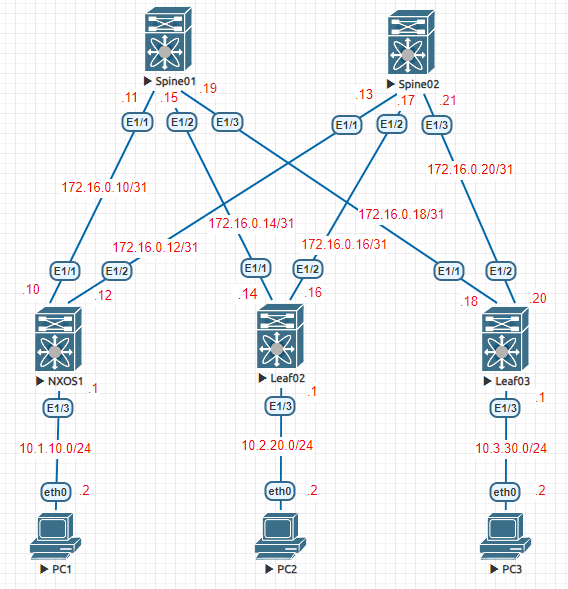 Spine01
Spine02
.11
.15
.19
.13
.17
.21
E1/1
E1/2
E1/3
E1/1
E1/2
E1/3
172.16.0.20/31
172.16.0.10/31
172.16.0.18/31
172.16.0.14/31
172.16.0.12/31
172.16.0.16/31
E1/1
E1/2
E1/1
E1/2
E1/1
E1/2
.10
.12
.14
.16
.18
.20
NXOS1
Leaf02
Leaf03
.1
.1
.1
E1/3
E1/3
E1/3
10.1.10.0/24
10.2.20.0/24
10.3.30.0/24
eth0
.2
eth0
.2
eth0
.2
PC1
PC2
PC3